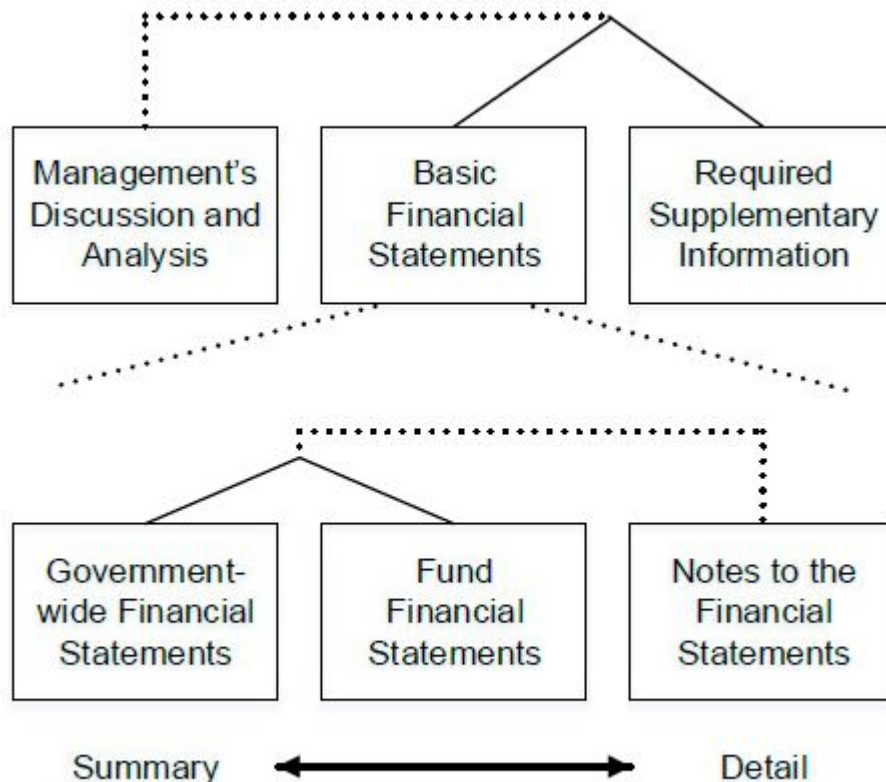 Management's
Discussion and
Analysis
Basic
Financial
Statements
Required
Supplementary
Information
Government-
wide Financial
Statements
Fund
Financial
Statements
Notes to the
Financial
Statements
Summary
Detail